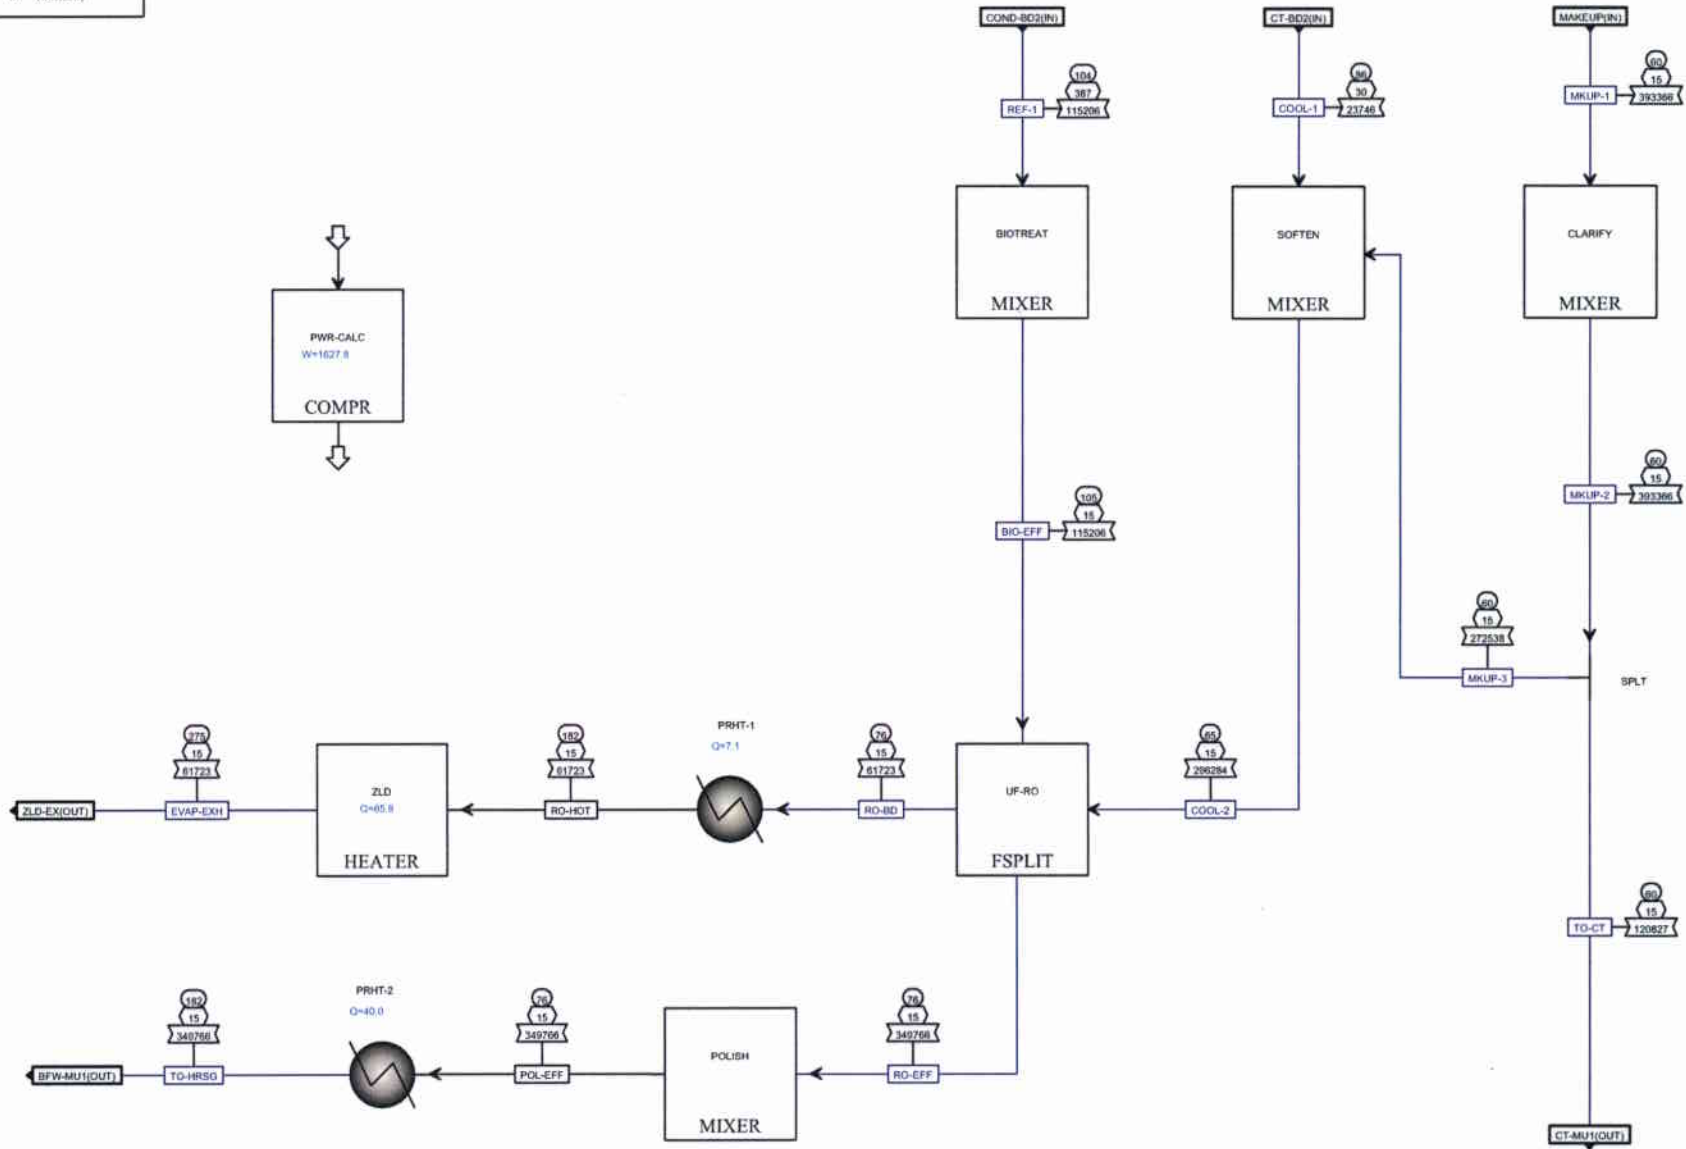 COND-BD2(IN)
CT-BD2(IN)
MAKEUP(IN)
104
367
REF-1
115206
86
30
COOL-1
23746
60
15
MKUP-1
393366
BIOTREAT
MIXER
SOFTEN
MIXER
CLARIFY
MIXER
PWR-CALC
W=1627.8
COMPR
60
15
MKUP-2
393366
105
15
BIO-EFF
115206
60
15
272538
MKUP-3
SPLT
275
15
61723
EVAP-EXH
ZLD-EX(OUT)
ZLD
Q=65.8
HEATER
182
15
61723
RO-HOT
PRHT-1
Q=7.1
76
15
61723
RO-BD
UF-RO
FSPLIT
65
15
296284
COOL-2
60
15
TO-CT
120827
182
15
349766
TO-HRSG
BFW-MU1(OUT)
PRHT-2
Q=40.0
76
15
349766
POL-EFF
POLISH
MIXER
76
15
349766
RO-EFF
CT-MU1(OUT)